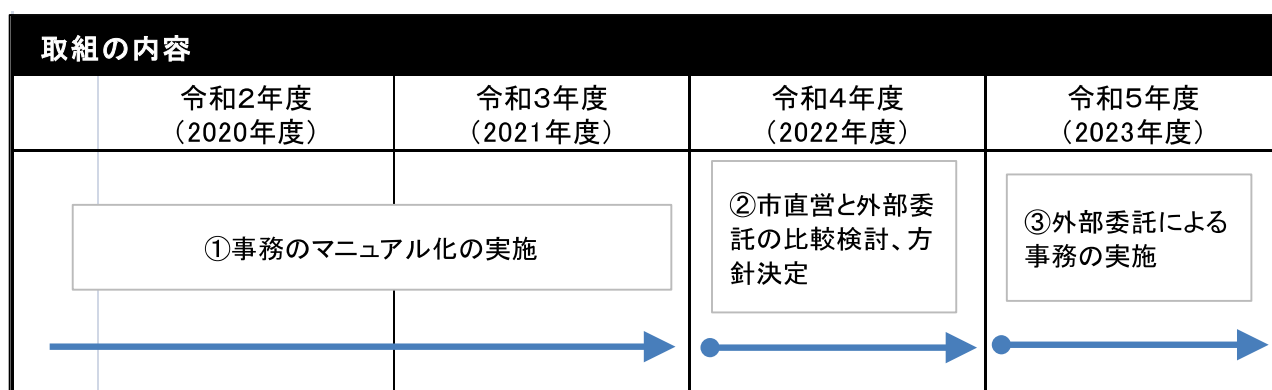 取組の内容
令和2年度
（2020年度）
令和3年度
（2021年度）
令和4年度
（2022年度）
令和5年度
（2023年度）
①事務のマニュアル化の実施
②市直営と外部委
託の比較検討、方
針決定
③外部委託による
事務の実施